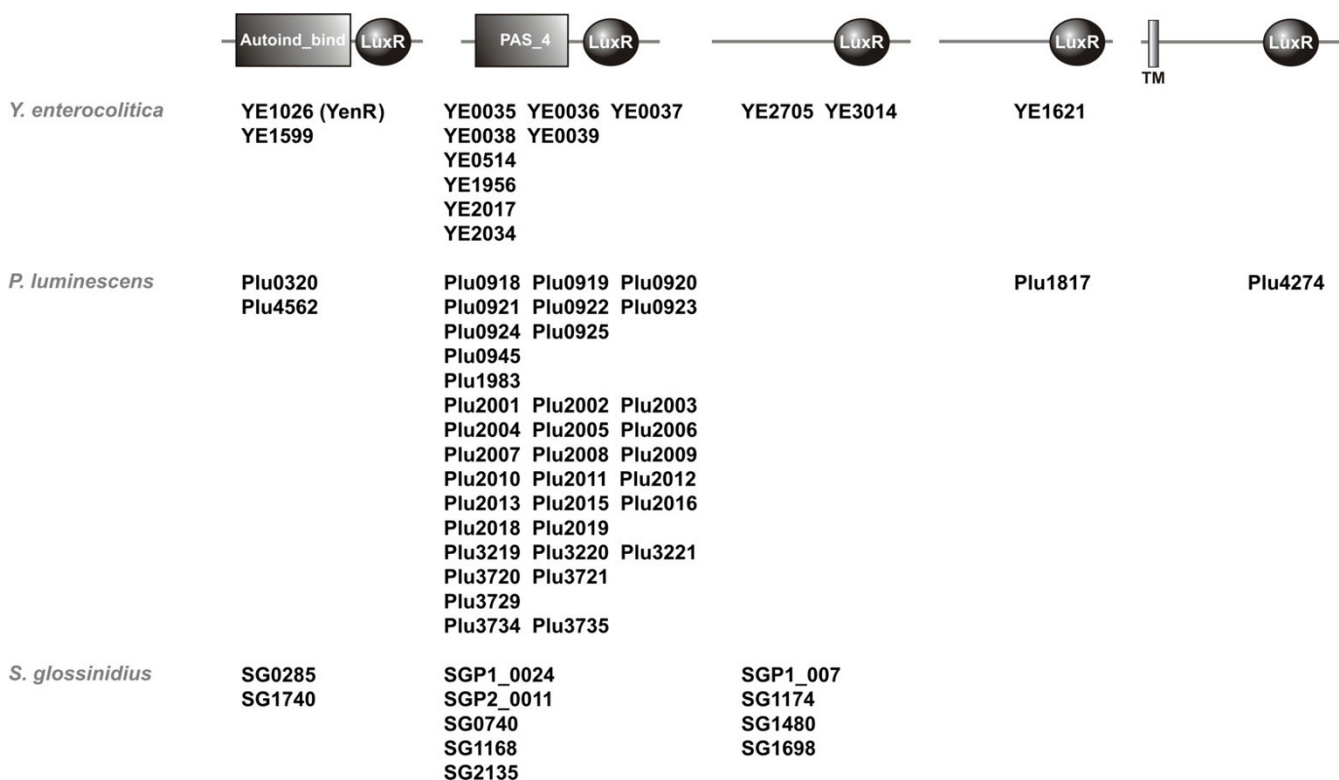 Autoind_bind LuxR PAS_4 LuxR LuxR LuxR LuxR
TM
Y. enterocolitica YE1026 (YenR) YE0035 YE0036 YE0037 YE2705 YE3014 YE1621
YE1599 YE0038 YE0039
YE0514
YE1956
YE2017
YE2034
P. luminescens Plu0320 Plu0918 Plu0919 Plu0920 Plu1817 Plu4274
Plu4562 Plu0921 Plu0922 Plu0923
Plu0924 Plu0925
Plu0945
Plu1983
Plu2001 Plu2002 Plu2003
Plu2004 Plu2005 Plu2006
Plu2007 Plu2008 Plu2009
Plu2010 Plu2011 Plu2012
Plu2013 Plu2015 Plu2016
Plu2018 Plu2019
Plu3219 Plu3220 Plu3221
Plu3720 Plu3721
Plu3729
Plu3734 Plu3735
S. glossinidius SG0285 SGP1_0024 SGP1_007
SG1740 SGP2_0011 SG1174
SG0740 SG1480
SG1168 SG1698
SG2135